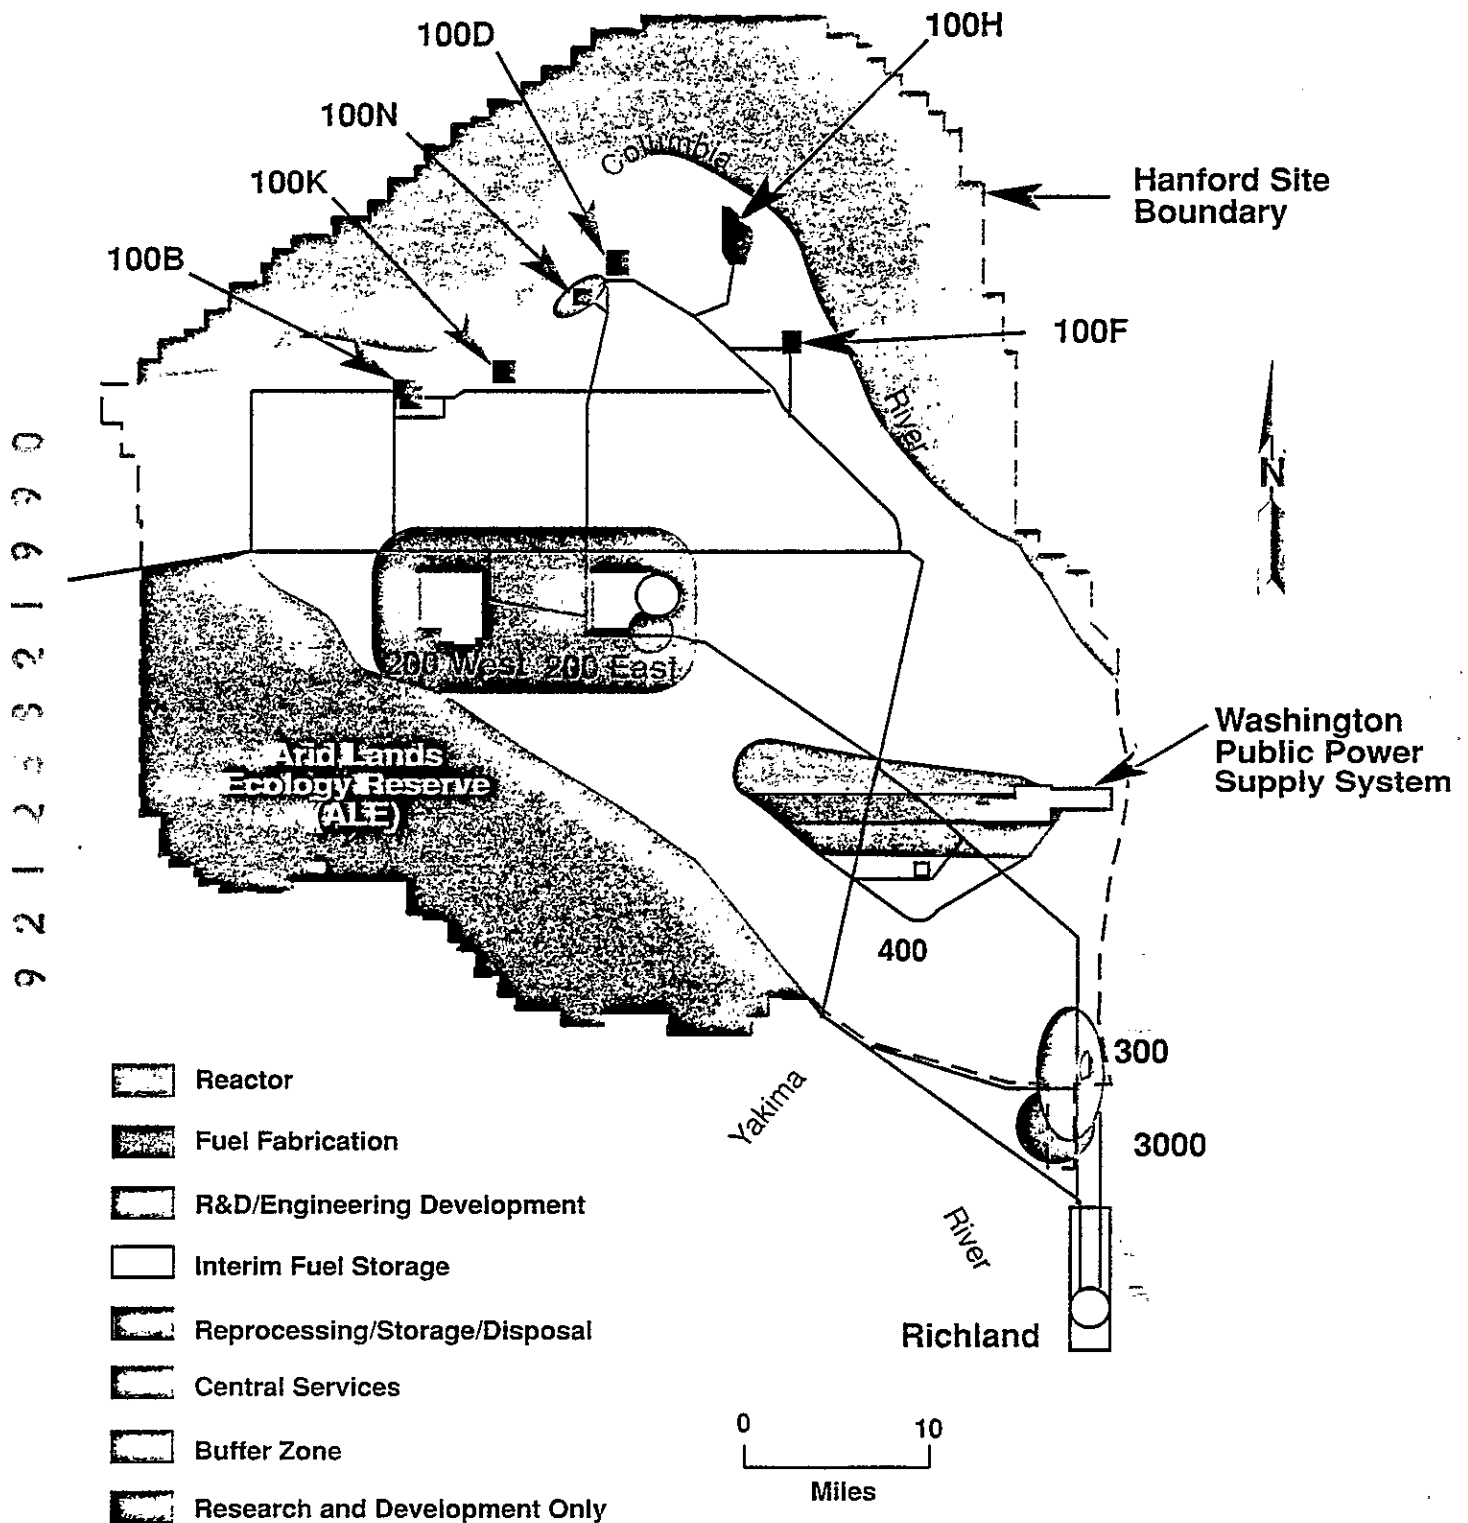 100D
100H
100N
Columbia
100K
Hanford Site
Boundary
100B
100F
River
N
200 West
200 East
Washington
Public Power
Supply System
Arid Lands
Ecology Reserve
(ALE)
400
300
3000
Yakima
River
Richland
Reactor
Fuel Fabrication
R&D/Engineering Development
Interim Fuel Storage
Reprocessing/Storage/Disposal
Central Services
Buffer Zone
Research and Development Only
0 10
Miles